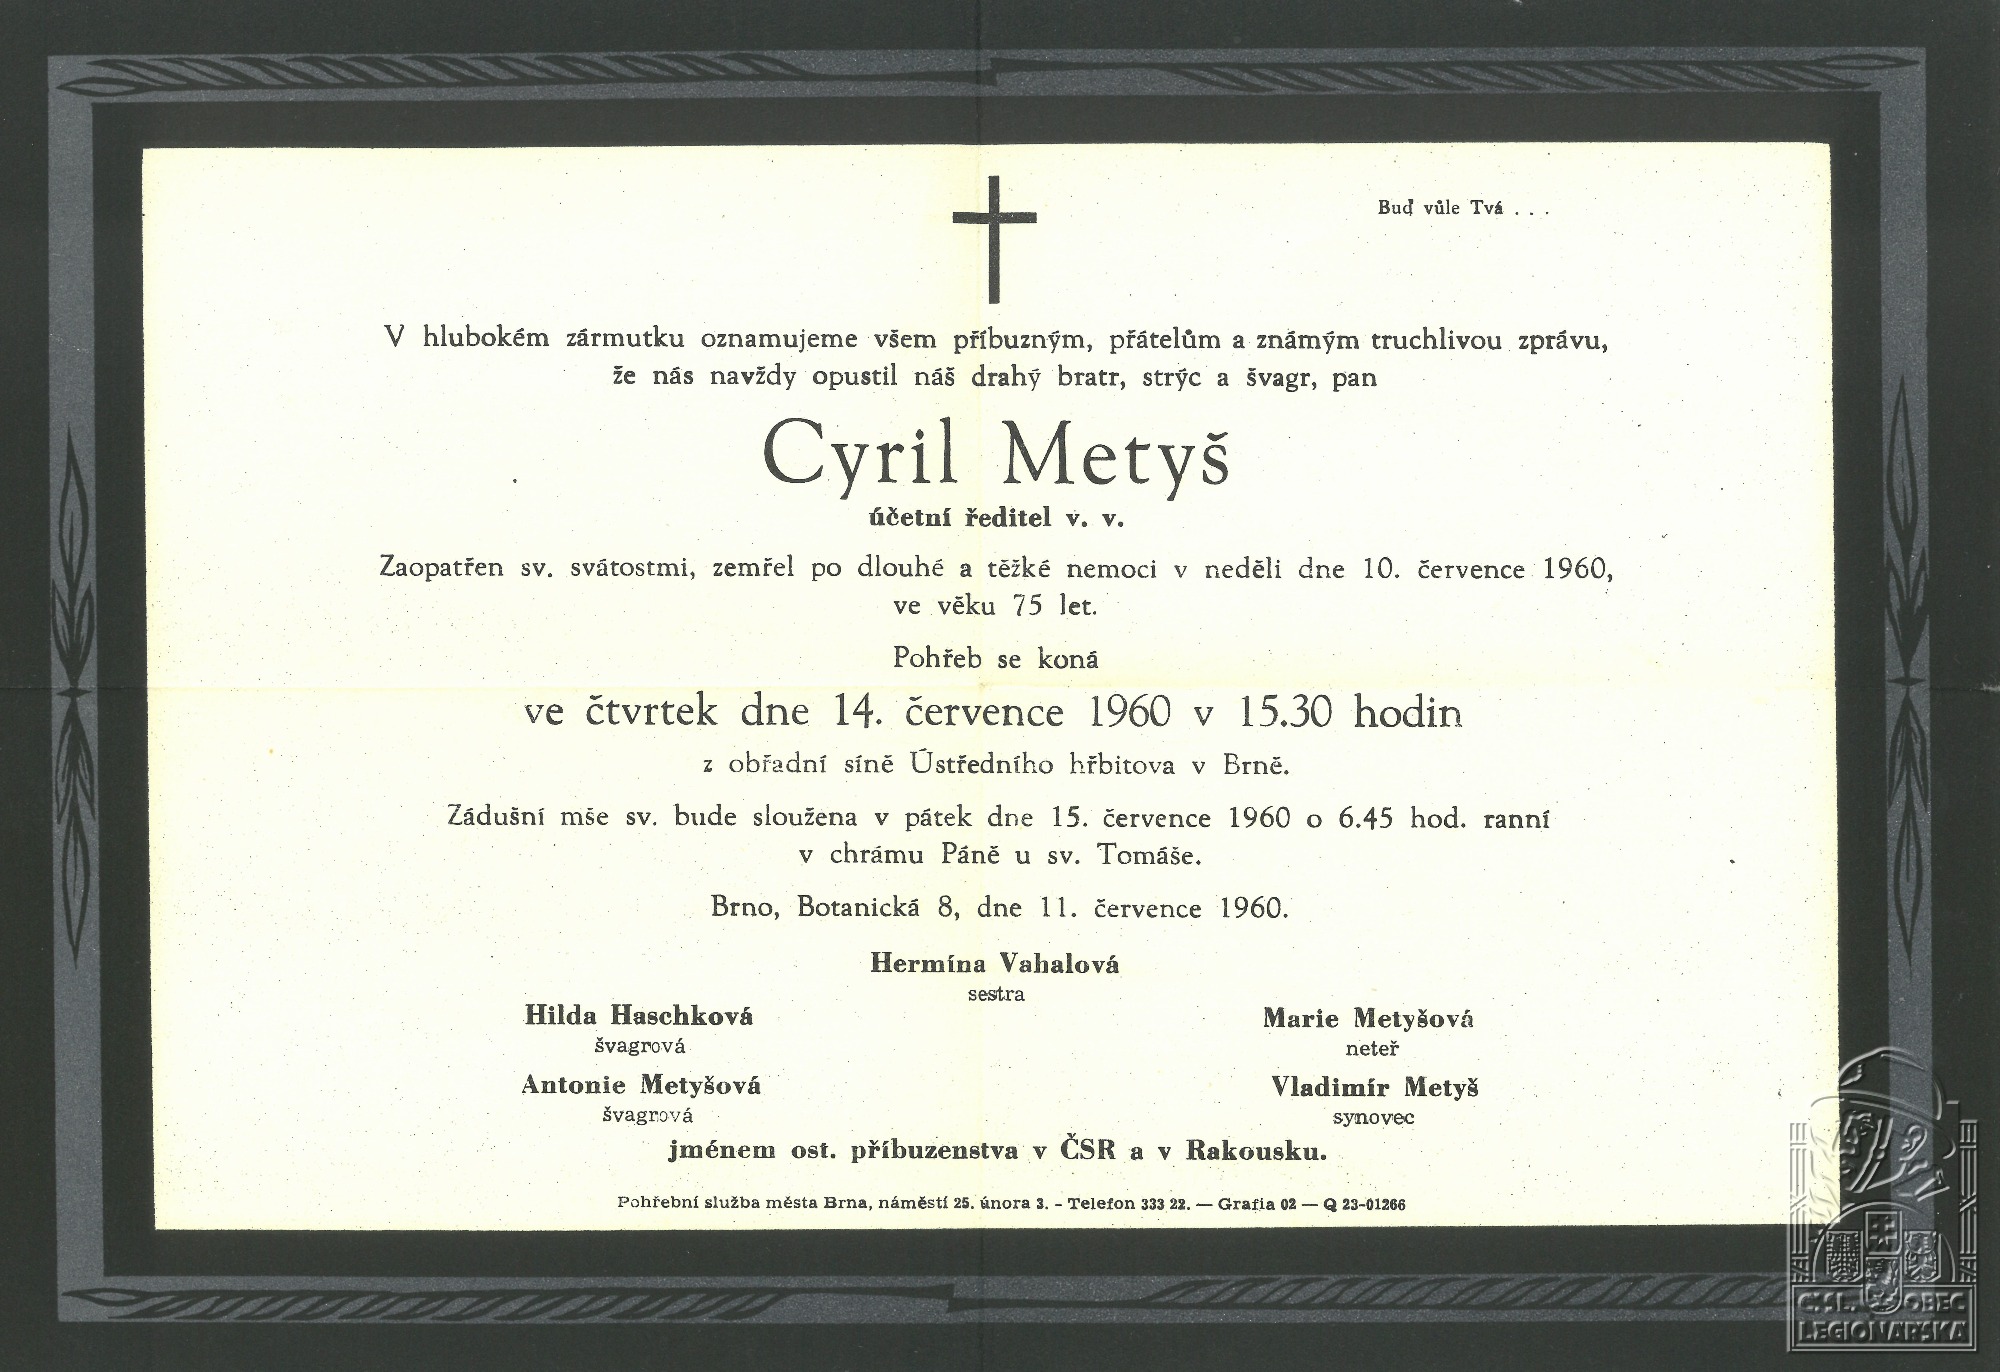 Buď vůle Tvá . . .
V hlubokém zármutku oznamujeme všem příbuzným, přátelům a známým truchlivou zprávu,
že nás navždy opustil náš drahý bratr, strýc a švagr, pan
Cyril Metyš
účetní ředitel v. v.
Zaopatřen sv. svátostmi, zemřel po dlouhé a těžké nemoci v neděli dne 10. července 1960,
ve věku 75 let.
Pohřeb se koná
ve čtvrtek dne 14. července 1960 v 15.30 hodin
z obřadní síně Ústředního hřbitova v Brně.
Zádušní mše sv. bude sloužena v pátek dne 15. července 1960 o 6.45 hod. ranní
v chrámu Páně u sv. Tomáše.
Brno, Botanická 8, dne 11. července 1960.
Hermína Vahalová
sestra
Hilda Haschková
švagrová
Marie Metyšová
neteř
Antonie Metyšová
švagrová
Vladimír Metyš
synovec
jménem ost. příbuzenstva v ČSR a v Rakousku.
Pohřební služba města Brna, náměstí 25. února 3. - Telefon 333 22. — Grafia 02 — Q 23-01266
ČSL. OBEC
LEGIONÁŘSKÁ